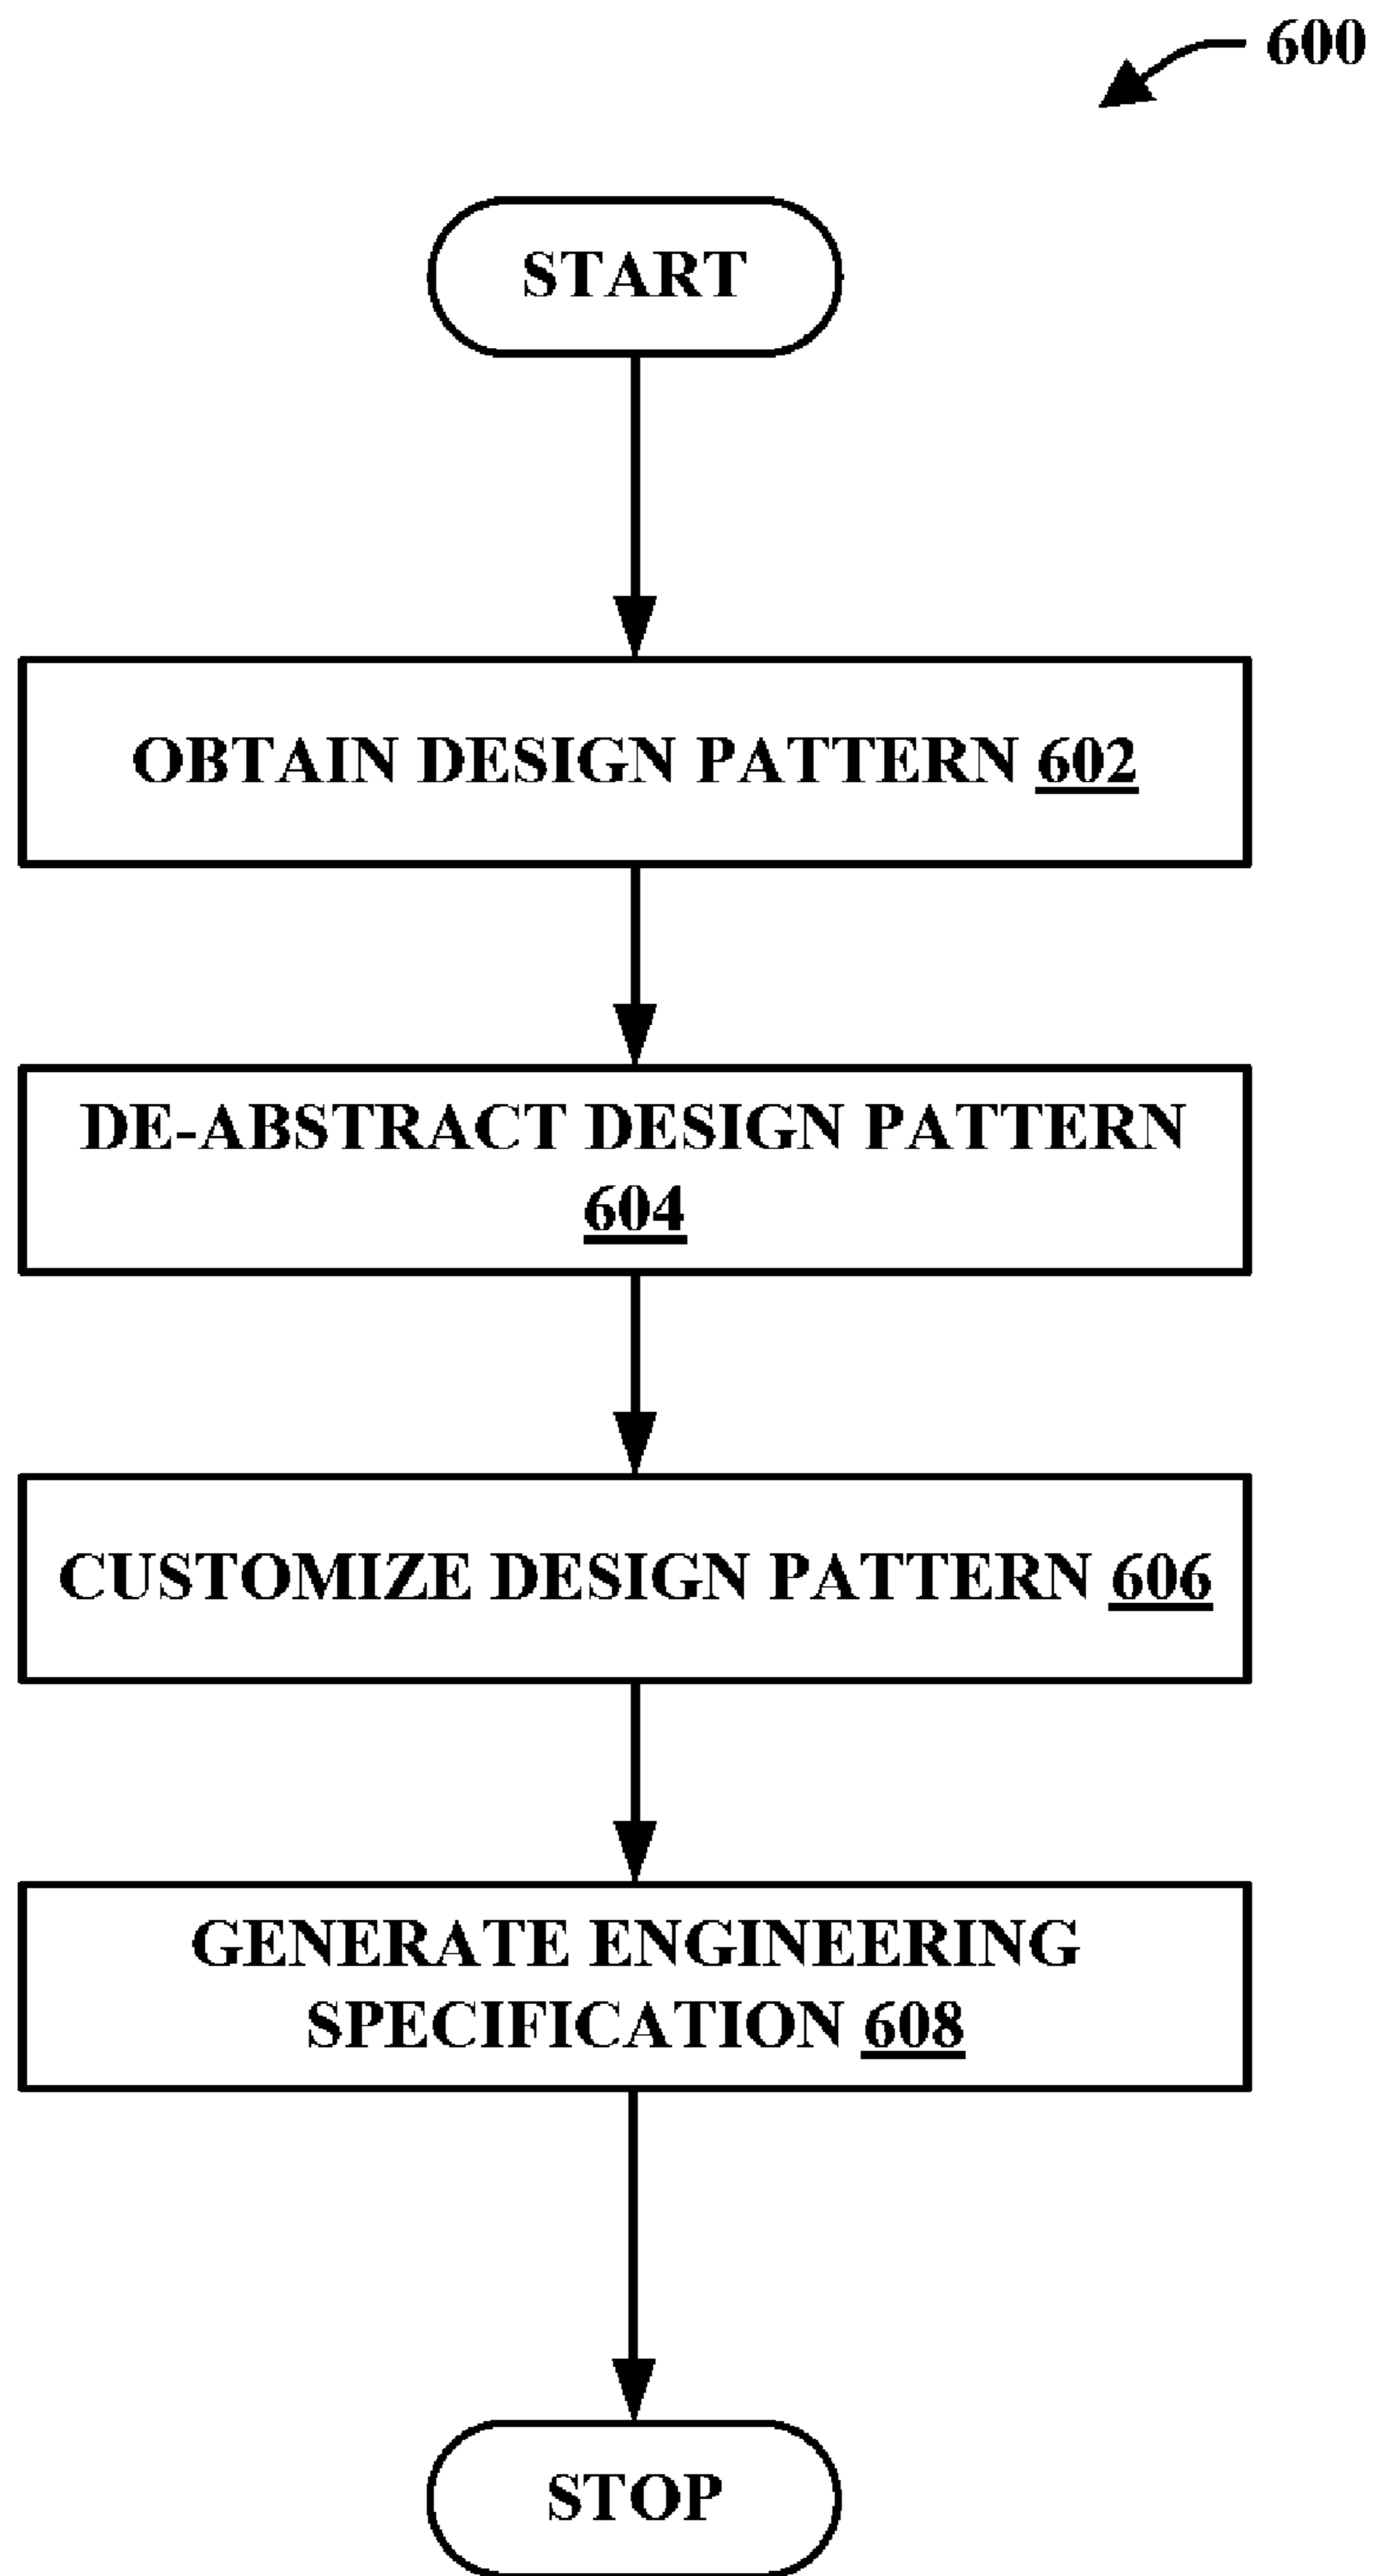 600
START
OBTAIN DESIGN PATTERN 602
DE-ABSTRACT DESIGN PATTERN
604
CUSTOMIZE DESIGN PATTERN 606
GENERATE ENGINEERING
SPECIFICATION 608
STOP